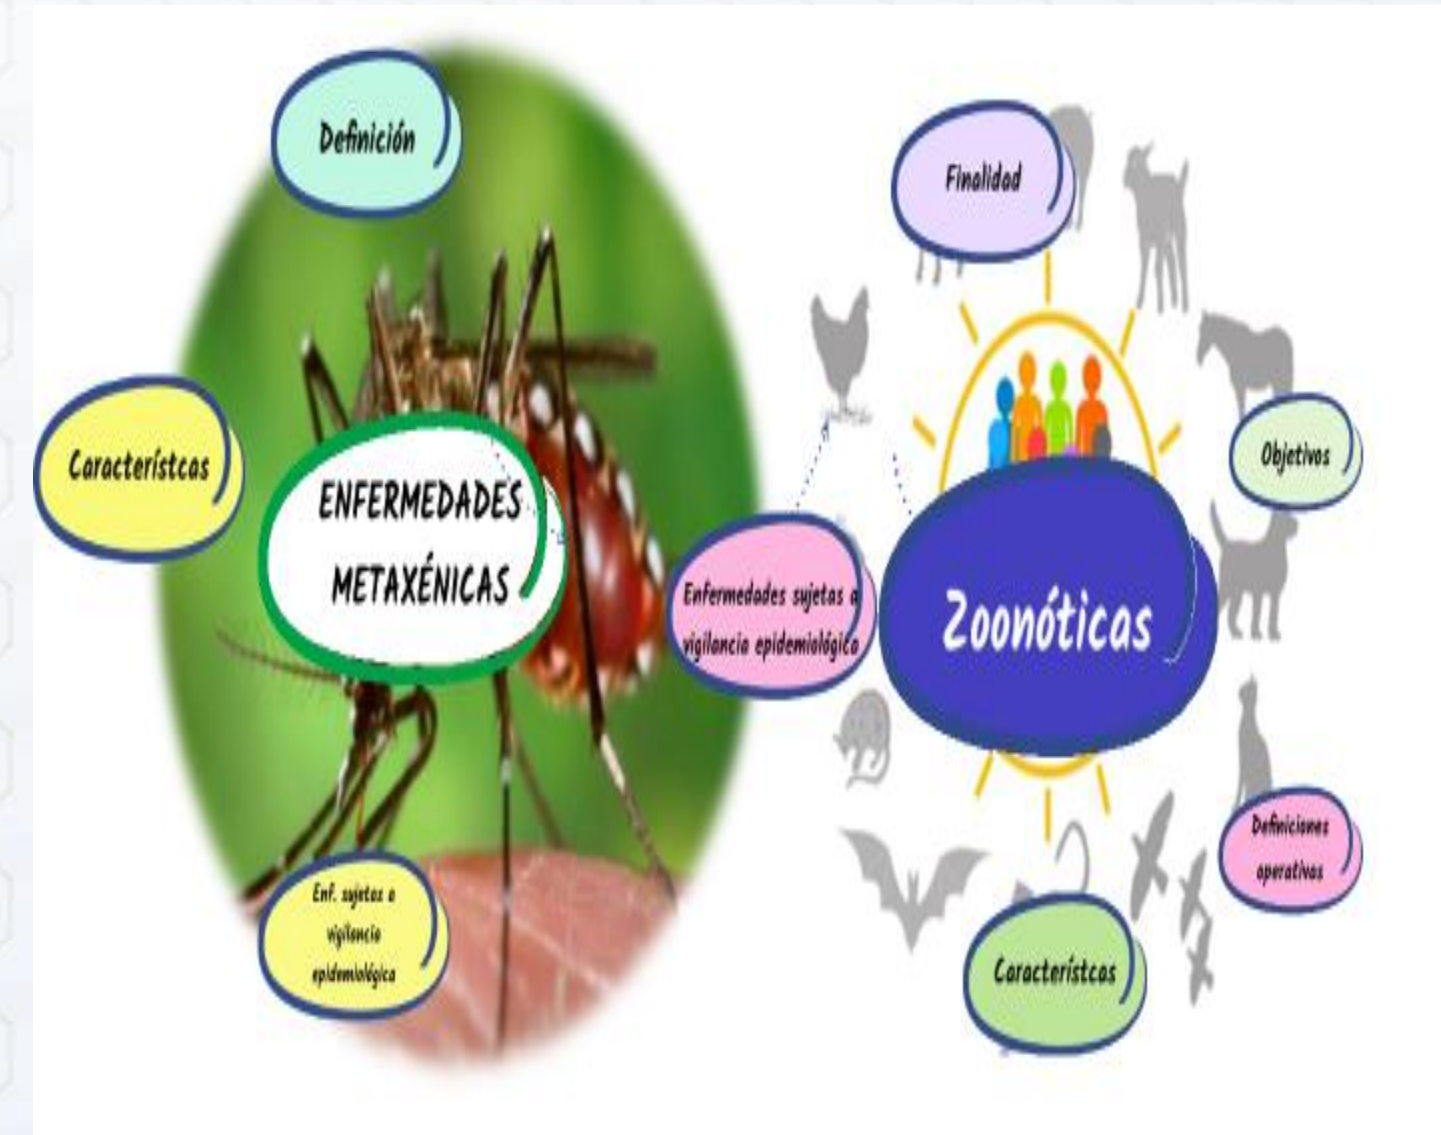 Definición
Característcas
ENFERMEDADES
METAXÉNICAS
Enf. sujetas a
vigilancia
epidemiológica
Finalidad
Objetivos
Enfermedades sujetas a
vigilancia epidemiológica
Zoonóticas
Definiciones
operativas
Característcas